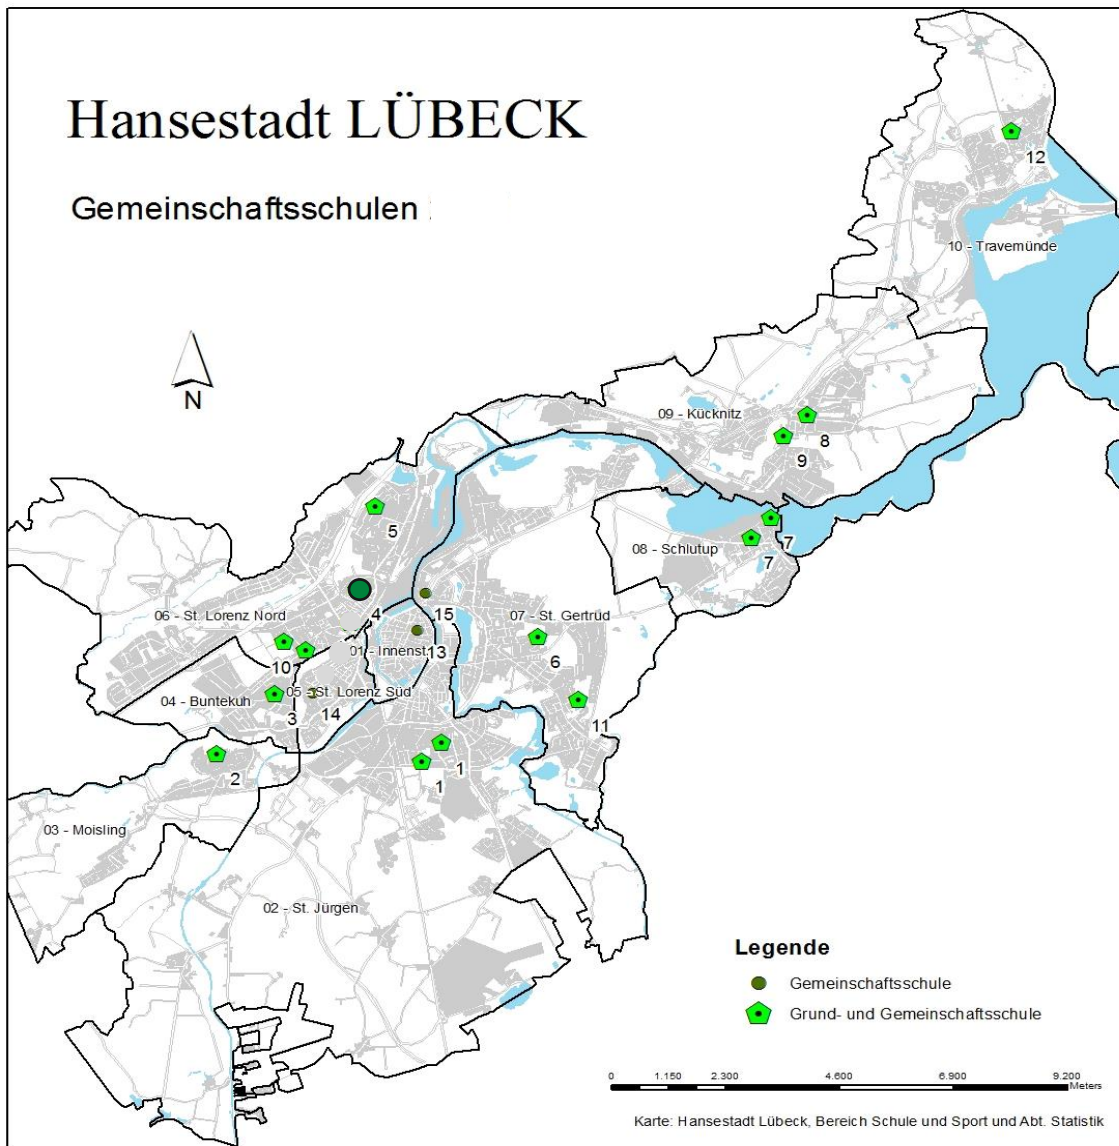 Hansestadt LÜBECK
Gemeinschaftsschulen
12
10 - Travemünde
N
09 - Kücknitz
8
9
5
7
08 - Schlutup
7
4
15
06 - St. Lorenz Nord
07 - St. Gertrud
01 - Innenst
13
10
6
04 - Buntekuh
05 - St. Lorenz Süd
3
14
11
1
2
1
03 - Moisling
02 - St. Jürgen
Legende
Gemeinschaftsschule
Grund- und Gemeinschaftsschule
0 1.150 2.300 4.600 6.900 9.200
Meters
Karte: Hansestadt Lübeck, Bereich Schule und Sport und Abt. Statistik